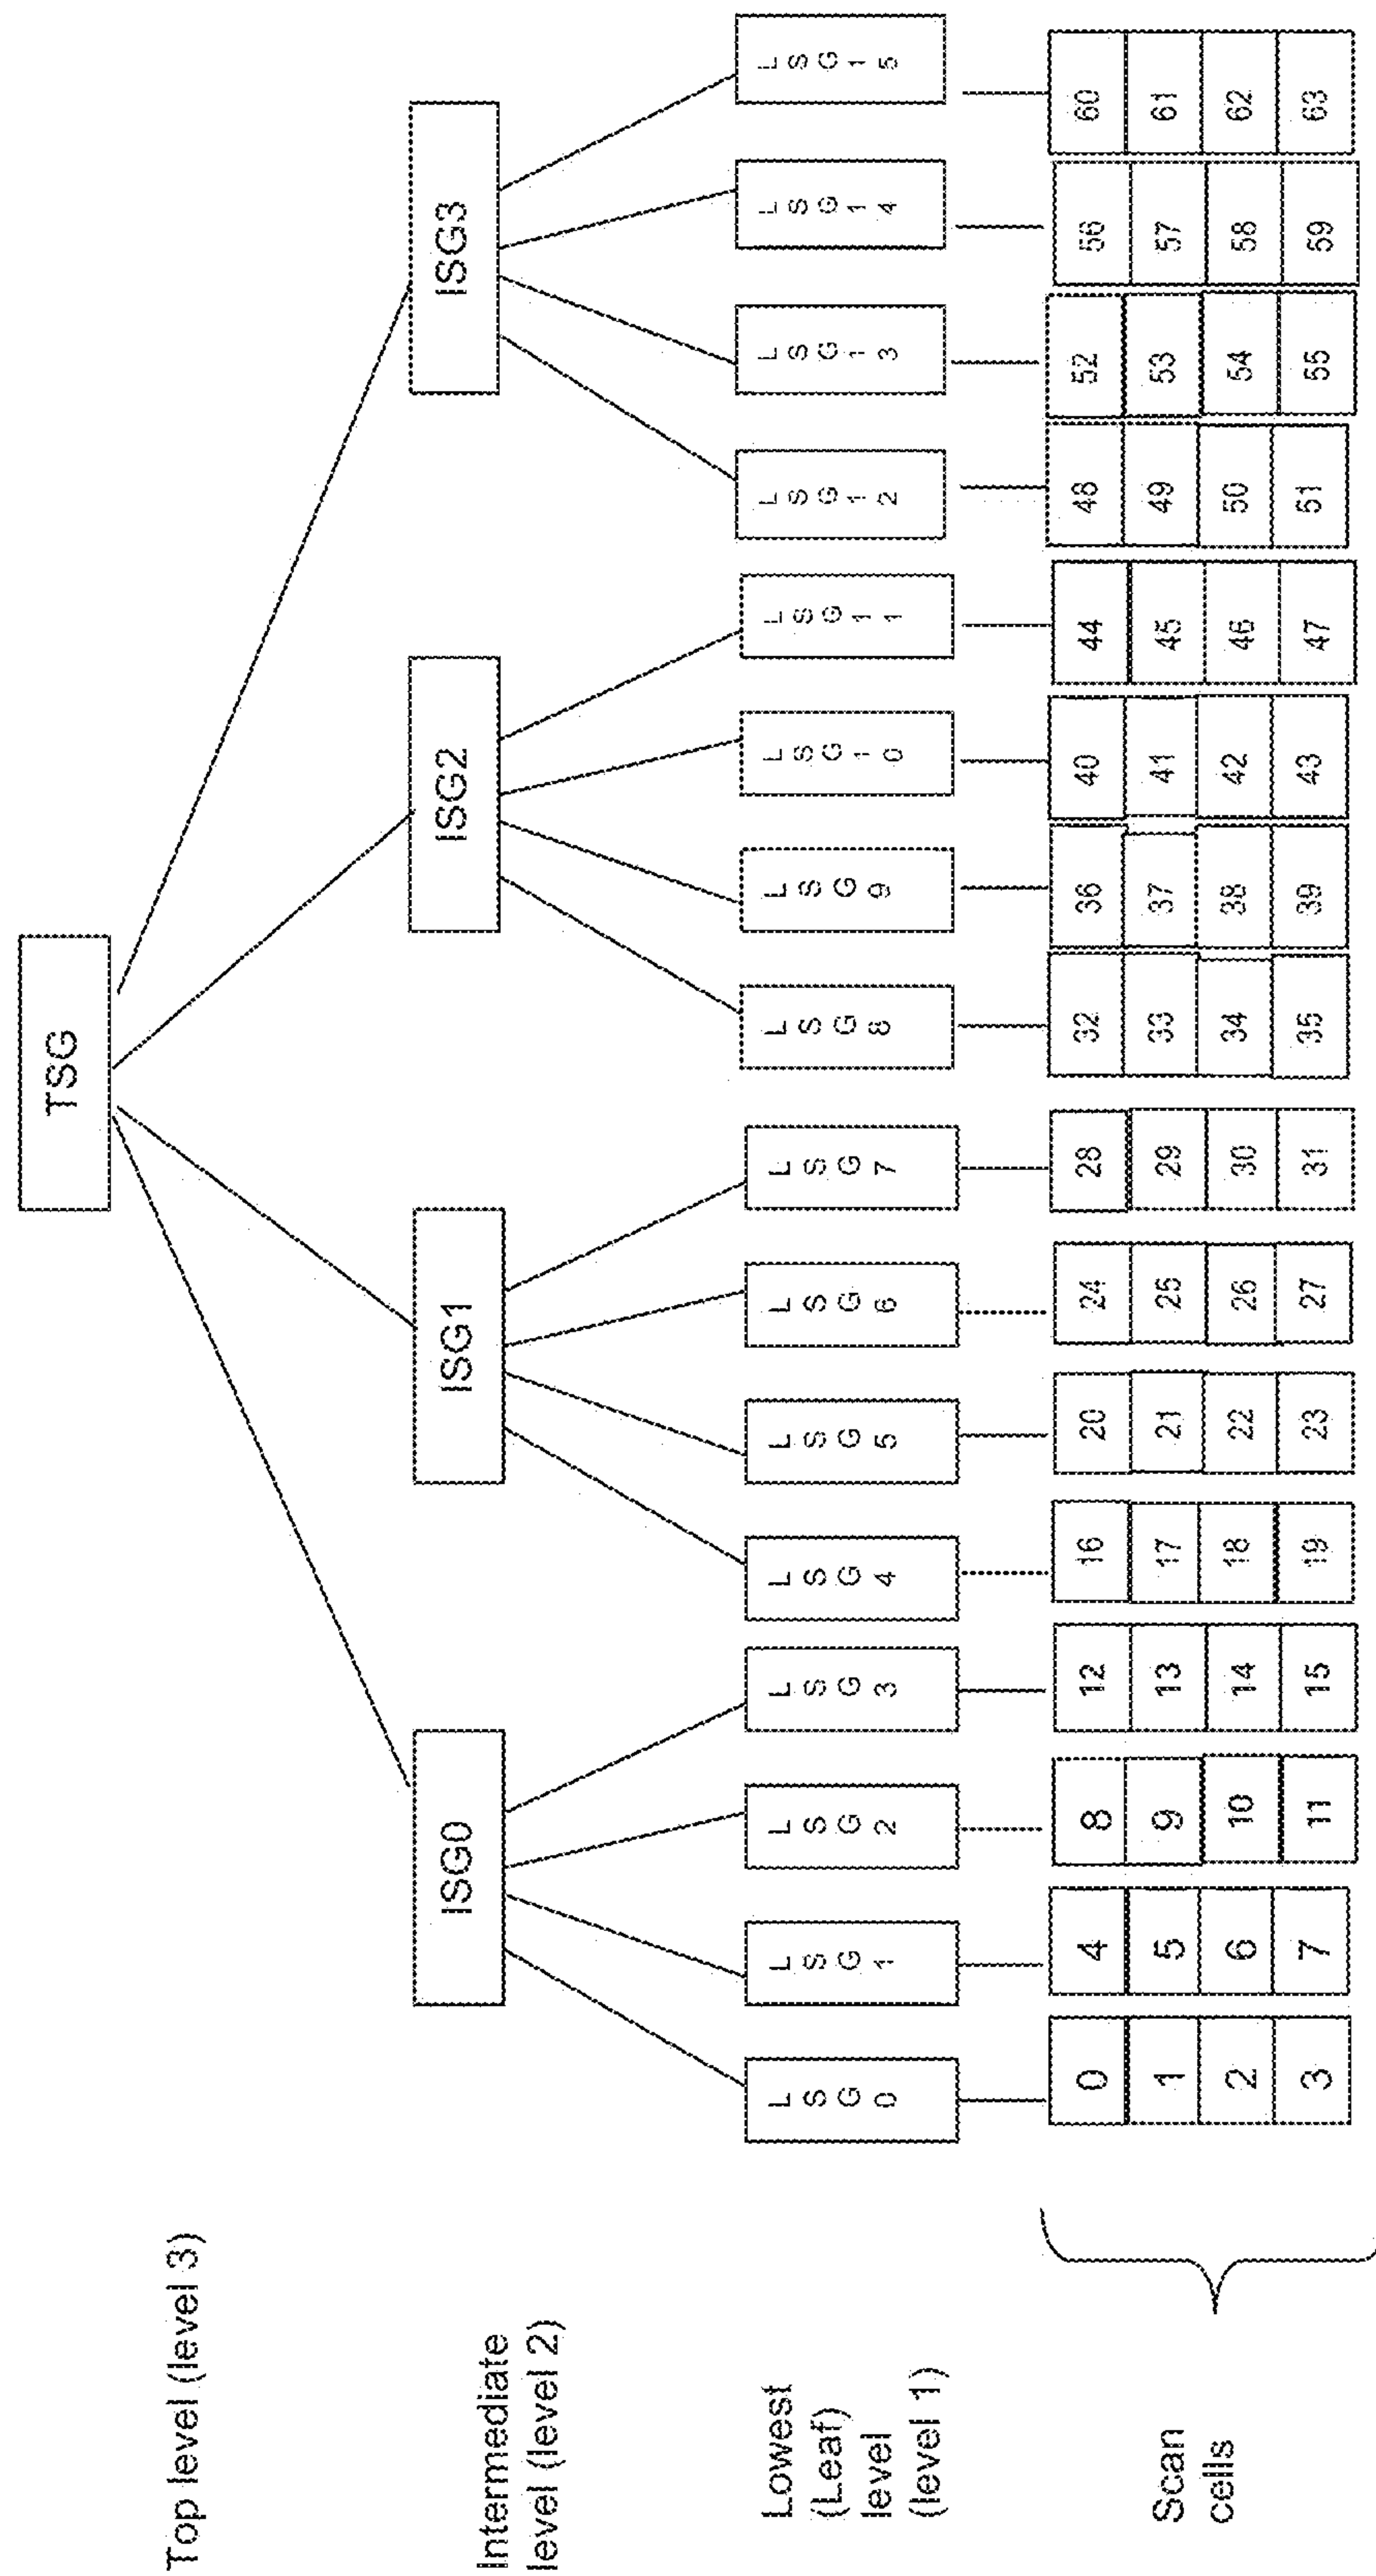 TSG
Top level (level 3)
ISG0
ISG1
ISG2
ISG3
Intermediate
level (level 2)
LSG0
LSG1
LSG2
LSG3
LSG4
LSG5
LSG6
LSG7
LSG8
LSG9
LSG10
LSG11
LSG12
LSG13
LSG14
LSG15
Lowest
(Leaf)
level
(level 1)
0 4 8 12 16 20 24 28 32 36 40 44 48 52 56 60
1 5 9 13 17 21 25 29 33 37 41 45 49 53 57 61
2 6 10 14 18 22 26 30 34 38 42 46 50 54 58 62
3 7 11 15 19 23 27 31 35 39 43 47 51 55 59 63
Scan
cells